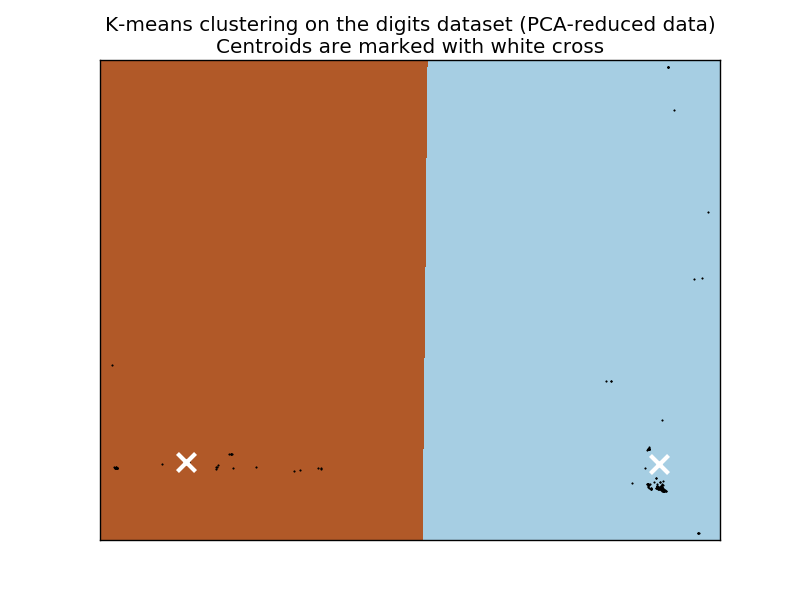 K-means clustering on the digits dataset (PCA-reduced data)
Centroids are marked with white cross